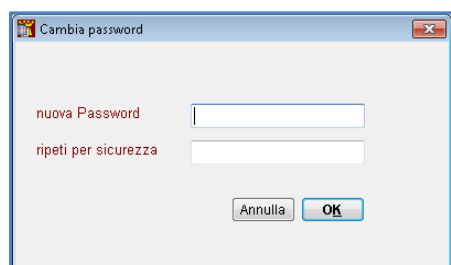 Cambia password
nuova Password
ripeti per sicurezza
Annulla OK